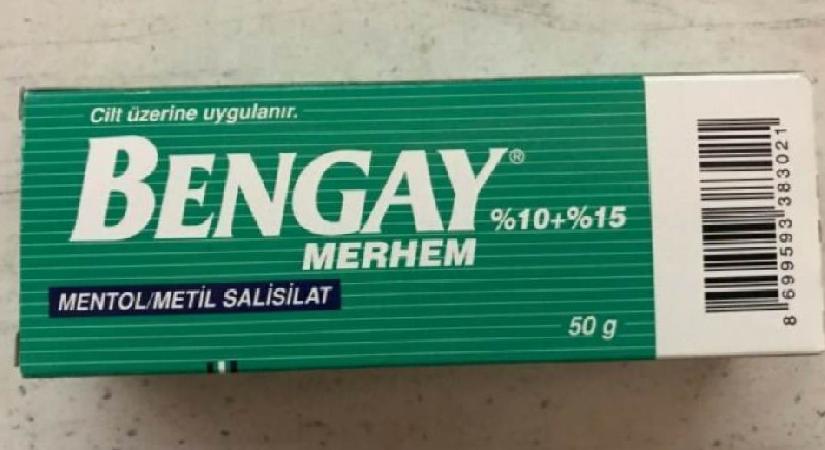 Cilt üzerine uygulanır.
BENGAY® %10+%15
MERHEM
MENTOL/METİL SALİSİLAT
50 g
8 699593 383021